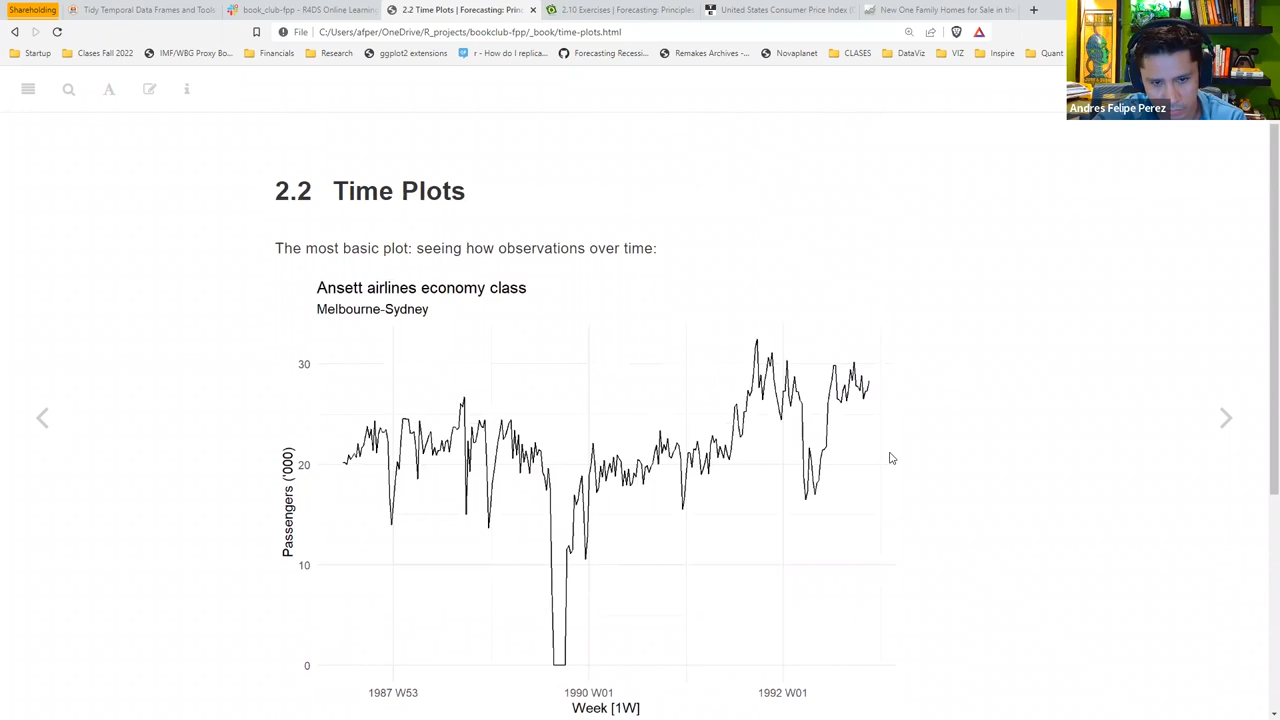 Shareholding
Tidy Temporal Data Frames and Tools
book_club-fpp - R4DS Online Learnin
2.2 Time Plots | Forecasting: Prin
2.10 Exercises | Forecasting: Principles
United States Consumer Price Index (C
New One Family Homes for Sale in the
File
C:/Users/afper/OneDrive/R_projects/bookclub-fpp/_book/time-plots.html
Startup
Clases Fall 2022
IMF/WBG Proxy Bo...
Financials
Research
ggplot2 extensions
r - How do I replica...
Forecasting Recessi...
Remakes Archives -...
Novaplanet
CLASES
DataViz
VIZ
Inspire
Quant
Andres Felipe Perez
A
i
2.2 Time Plots
The most basic plot: seeing how observations over time:
Ansett airlines economy class
Melbourne-Sydney
30
20
10
0
Passengers ('000)
1987 W53
1990 W01
1992 W01
Week [1W]